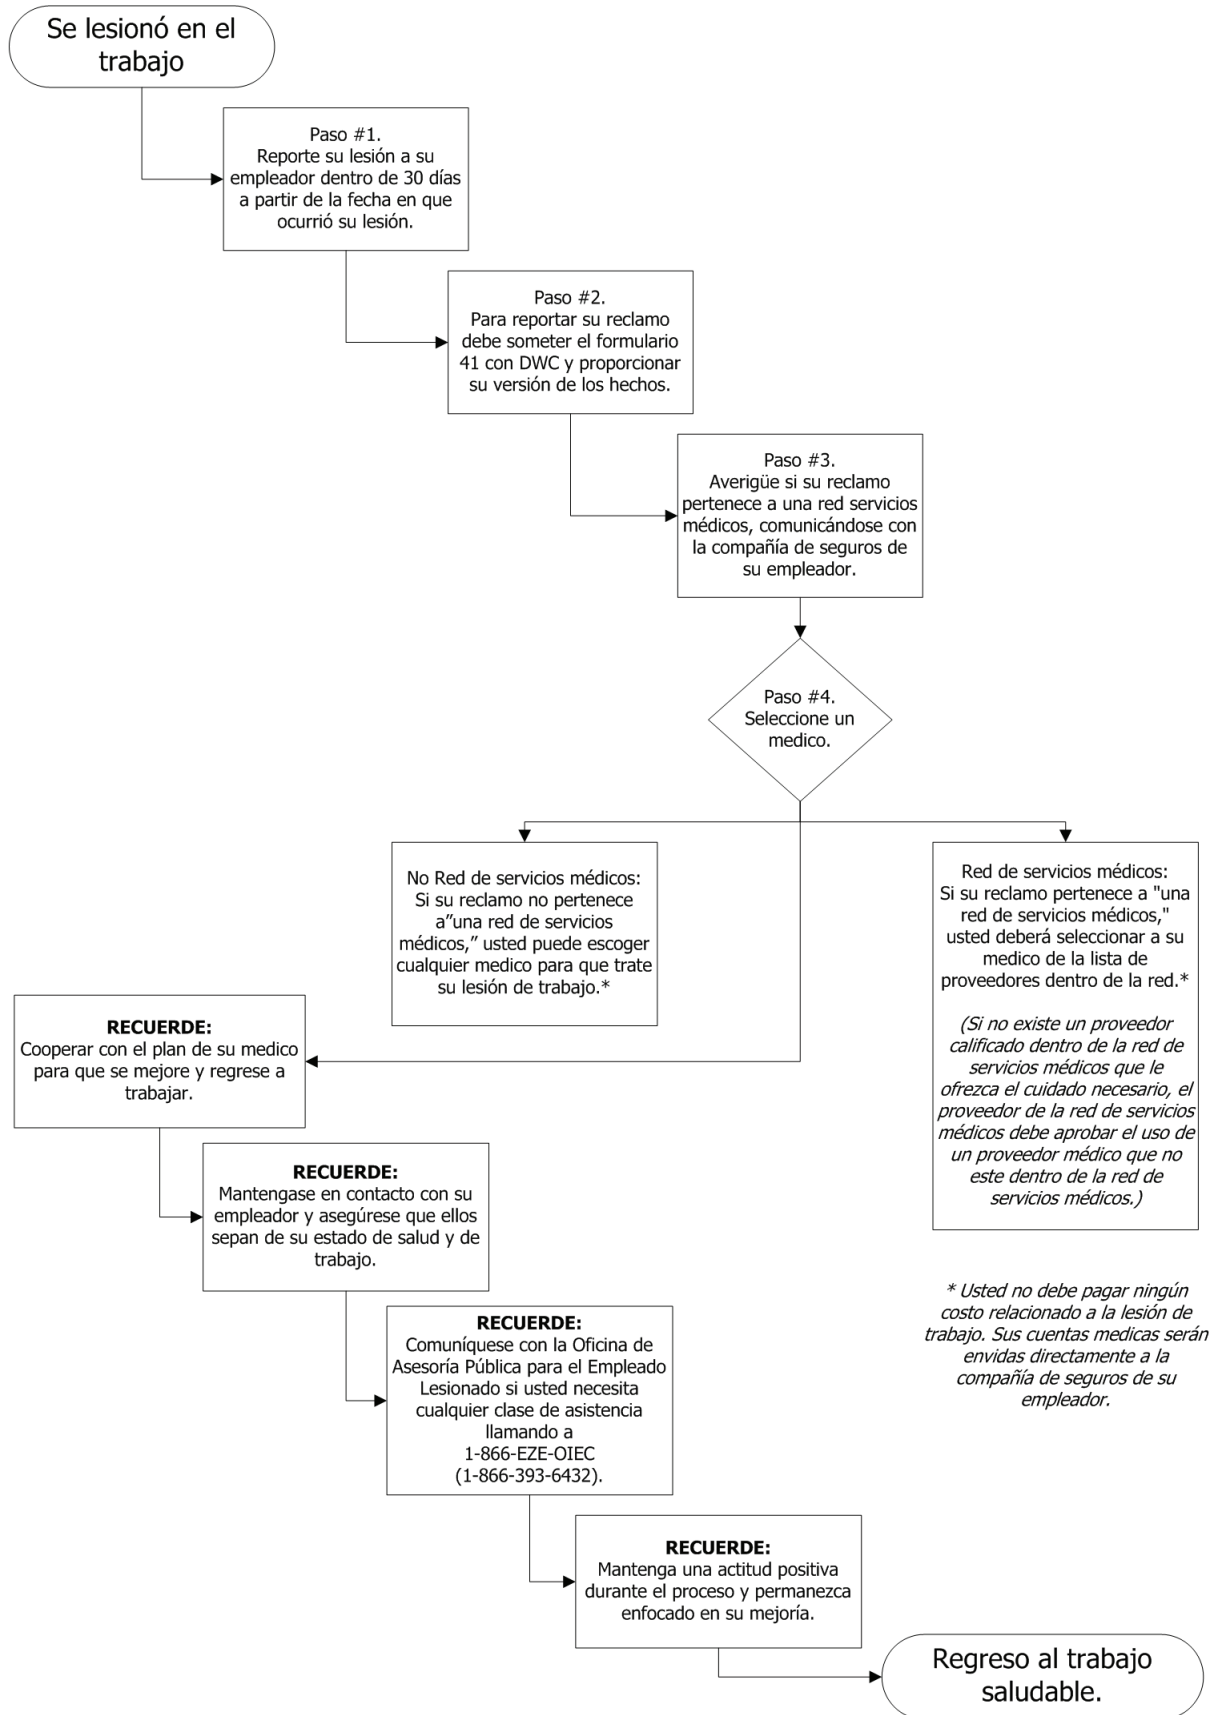 Se lesionó en el
trabajo
Paso #1.
Reporte su lesión a su
empleador dentro de 30 días
a partir de la fecha en que
ocurrió su lesión.
Paso #2.
Para reportar su reclamo
debe someter el formulario
41 con DWC y proporcionar
su versión de los hechos.
Paso #3.
Averigüe si su reclamo
pertenece a una red servicios
médicos, comunicándose con
la compañía de seguros de
su empleador.
Paso #4.
Seleccione un
medico.
No Red de servicios médicos:
Si su reclamo no pertenece
a”una red de servicios
médicos,” usted puede escoger
cualquier medico para que trate
su lesión de trabajo.*
Red de servicios médicos:
Si su reclamo pertenece a "una
red de servicios médicos,"
usted deberá seleccionar a su
medico de la lista de
proveedores dentro de la red.*
(Si no existe un proveedor
calificado dentro de la red de
servicios médicos que le
ofrezca el cuidado necesario, el
proveedor de la red de servicios
médicos debe aprobar el uso de
un proveedor médico que no
este dentro de la red de
servicios médicos.)
RECUERDE:
Cooperar con el plan de su medico
para que se mejore y regrese a
trabajar.
RECUERDE:
Mantengase en contacto con su
empleador y asegúrese que ellos
sepan de su estado de salud y de
trabajo.
* Usted no debe pagar ningún
costo relacionado a la lesión de
trabajo. Sus cuentas medicas serán
envidas directamente a la
compañía de seguros de su
empleador.
RECUERDE:
Comuníquese con la Oficina de
Asesoría Pública para el Empleado
Lesionado si usted necesita
cualquier clase de asistencia
llamando a
1-866-EZE-OIEC
(1-866-393-6432).
RECUERDE:
Mantenga una actitud positiva
durante el proceso y permanezca
enfocado en su mejoría.
Regreso al trabajo
saludable.